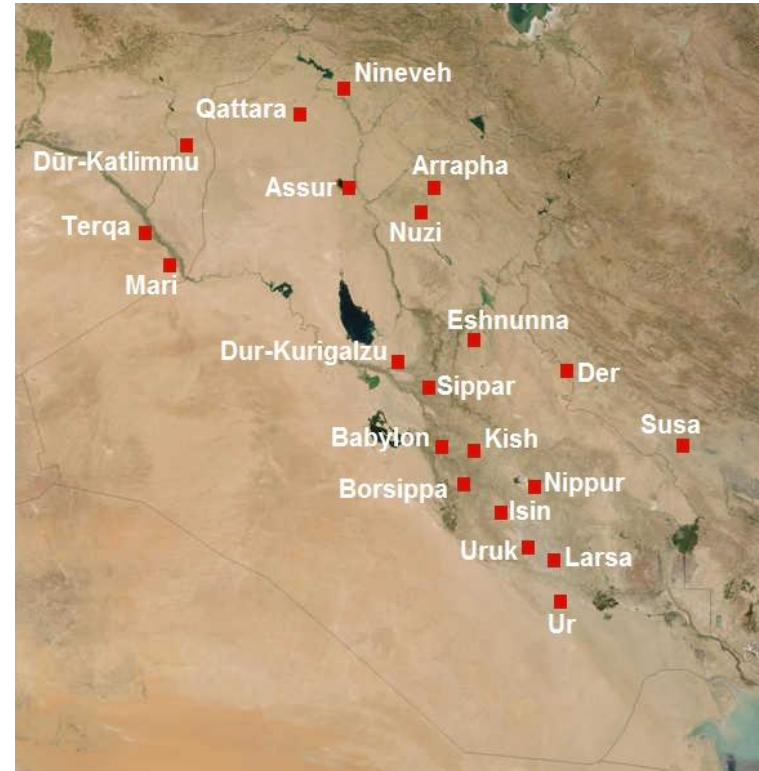 Nineveh
Qattara
Dūr-Katlimmu
Arrapha
Assur
Terqa
Nuzi
Mari
Eshnunna
Dur-Kurigalzu
Der
Sippar
Susa
Babylon
Kish
Borsippa
Nippur
Isin
Uruk
Larsa
Ur